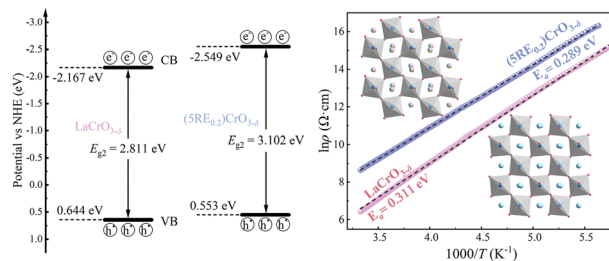 Potential vs NHE (eV)
-3.0
-2.5
-2.0
-1.5
-1.0
-0.5
0.0
0.5
1.0
e⁻ e⁻ e⁻
CB
-2.167 eV
LaCrO₃₋δ
E_g2 = 2.811 eV
0.644 eV
VB
h⁺ h⁺ h⁺
e⁻ e⁻ e⁻
-2.549 eV
(5RE₀.₂)CrO₃₋δ
E_g2 = 3.102 eV
0.553 eV
h⁺ h⁺ h⁺
lnρ (Ω·cm)
16
14
12
10
8
6
(5RE₀.₂)CrO₃₋δ
Eₐ = 0.289 eV
LaCrO₃₋δ
Eₐ = 0.311 eV
3.5 4.0 4.5 5.0 5.5
1000/T (K⁻¹)